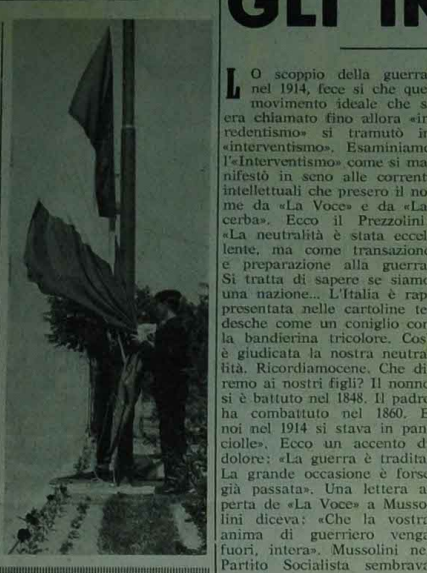 GLI IN
LO scoppio della guerra
nel 1914, fece sì che que
movimento ideale che s
era chiamato fino allora «ir
redentismo» si tramutò in
«interventismo». Esaminiamo
l'«Interventismo» come si ma
nifestò in seno alle corrent
intellettuali che presero il no
me da «La Voce» e da «La
cerba». Ecco il Prezzolini
«La neutralità è stata eccel
lente, ma come transazione
e preparazione alla guerra
Si tratta di sapere se siamo
una nazione... L'Italia è rap
presentata nelle cartoline te
desche come un coniglio con
la bandierina tricolore. Cos
è giudicata la nostra neutra
lità. Ricordiamocene. Che di
remo ai nostri figli? Il nonno
si è battuto nel 1848. Il padre
ha combattuto nel 1860. E
noi nel 1914 si stava in pan
ciolle». Ecco un accento d
dolore: «La guerra è tradita
La grande occasione è forse
già passata». Una lettera a
perta de «La Voce» a Musso
lini diceva: «Che la vostra
anima di guerriero venga
fuori, intera». Mussolini ne
Partito Socialista sembrava